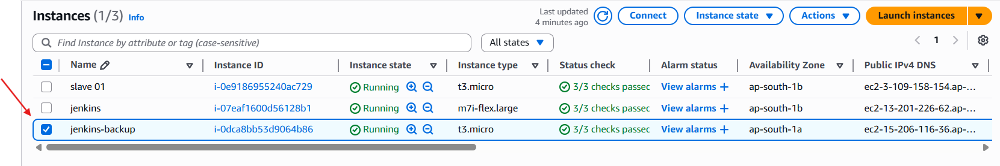 Instances (1/3) Info
Last updated
4 minutes ago
Connect
Instance state
Actions
Launch instances
Find Instance by attribute or tag (case-sensitive)
All states
1
Name Instance ID Instance state Instance type Status check Alarm status Availability Zone Public IPv4 DNS
slave 01 i-0e9186955240ac729 Running t3.micro 3/3 checks passec View alarms + ap-south-1b ec2-3-109-158-154.ap-...
jenkins i-07eaf1600d56128b1 Running m7i-flex.large 3/3 checks passec View alarms + ap-south-1b ec2-13-201-226-62.ap-...
jenkins-backup i-0dca8bb53d9064b86 Running t3.micro 3/3 checks passec View alarms + ap-south-1a ec2-15-206-116-36.ap-...